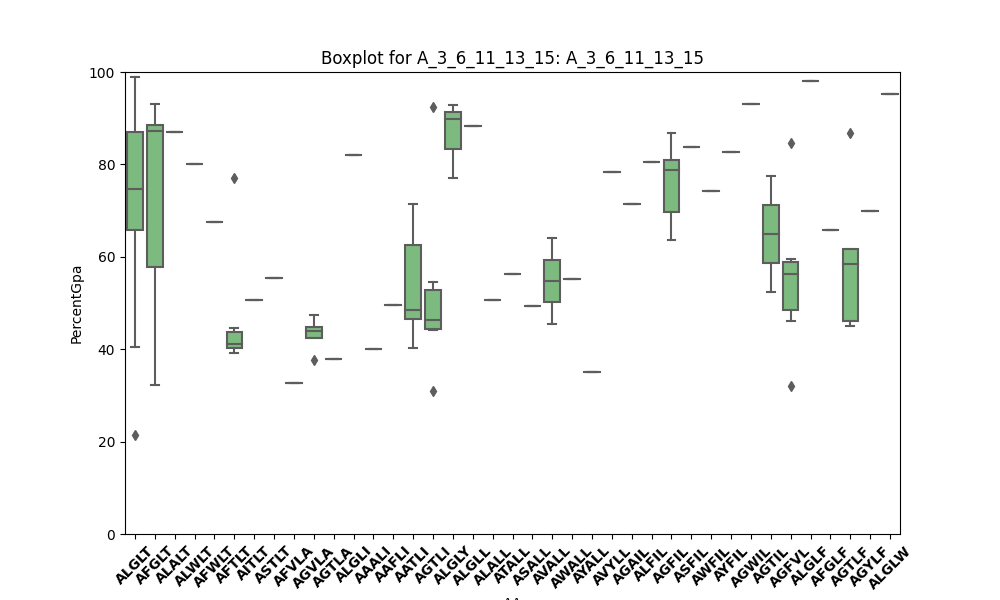 Boxplot for A_3_6_11_13_15: A_3_6_11_13_15
PercentGpa
100
80
60
40
20
0
ALGLT
AFGLT
ALALT
ALWLT
AFWLT
AFTLT
AITLT
ASTLT
AFVLA
AGVLA
AGTLA
ALGLI
AAALI
AAFLI
AATLI
AGTLI
ALGLY
ALGLL
ALALL
ATALL
ASALL
AVALL
AWALL
AYALL
AVYLL
AGAIL
ALFIL
AGFIL
ASFIL
AWFIL
AYFIL
AGWIL
AGTIL
AGFVL
ALGLF
AFGLF
AGTLF
AGYLF
ALGLW